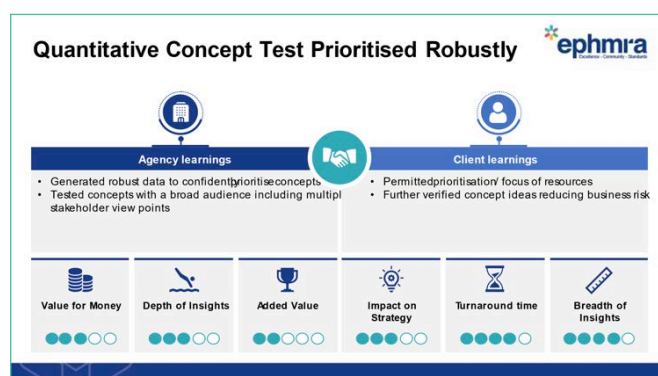 Quantitative Concept Test Prioritised Robustly
ephmra
Excellence - Community - Standards
Agency learnings
• Generated robust data to confidentlyprioritiseconcepts
• Tested concepts with a broad audience including multipl
stakeholder view points
Client learnings
• Permittedprioritisation/ focus of resources
• Further verified concept ideas reducing business risk
Value for Money
Depth of Insights
Added Value
Impact on
Strategy
Turnaround time
Breadth of
Insights